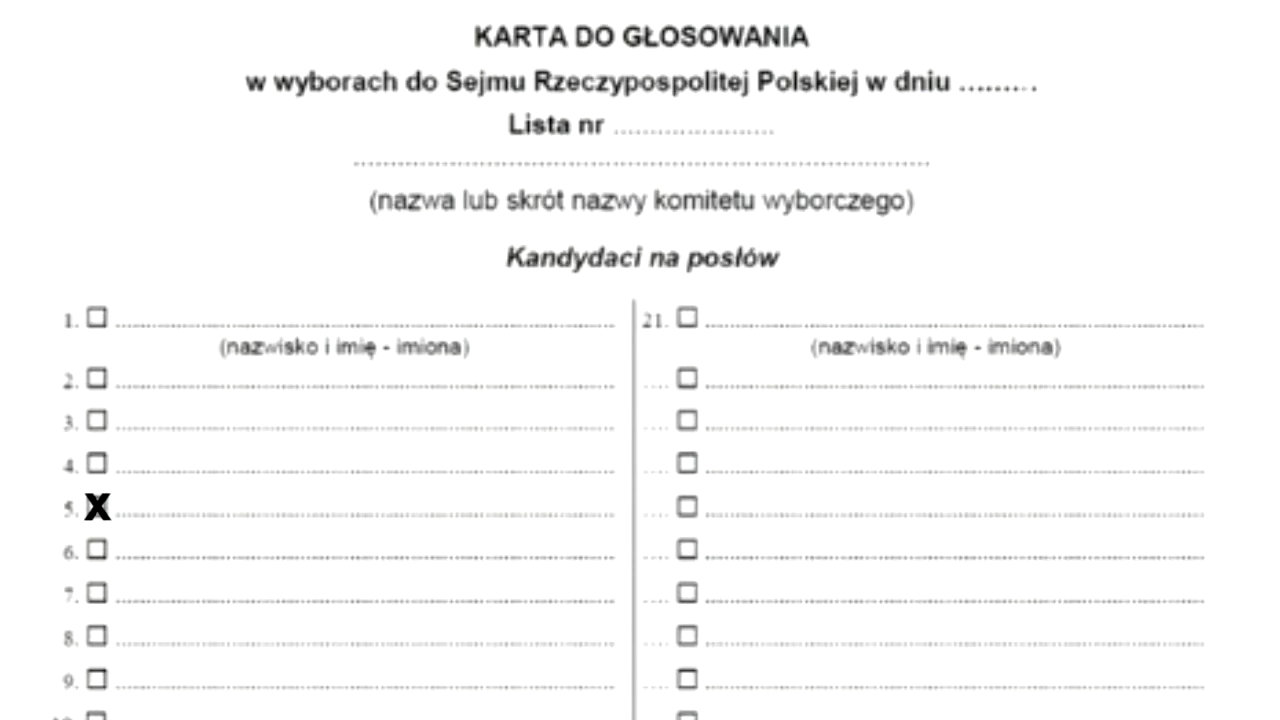 KARTA DO GŁOSOWANIA
w wyborach do Sejmu Rzeczypospolitej Polskiej w dniu .........
Lista nr ......................
................................................................................
(nazwa lub skrót nazwy komitetu wyborczego)
Kandydaci na posłów
1. ☐ ......................................................................
(nazwisko i imię - imiona)
2. ☐ ......................................................................
3. ☐ ......................................................................
4. ☐ ......................................................................
5. X ......................................................................
6. ☐ ......................................................................
7. ☐ ......................................................................
8. ☐ ......................................................................
9. ☐ ......................................................................
21. ☐ ......................................................................
(nazwisko i imię - imiona)
.... ☐ ......................................................................
.... ☐ ......................................................................
.... ☐ ......................................................................
.... ☐ ......................................................................
.... ☐ ......................................................................
.... ☐ ......................................................................
.... ☐ ......................................................................
.... ☐ ......................................................................